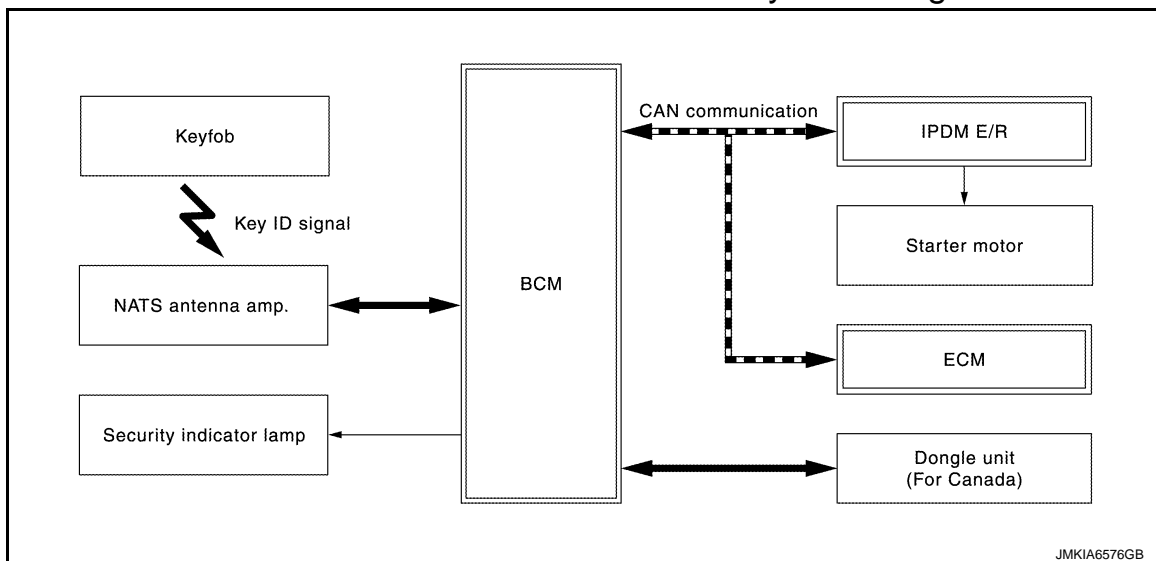 Keyfob
Key ID signal
NATS antenna amp.
Security indicator lamp
BCM
CAN communication
IPDM E/R
Starter motor
ECM
Dongle unit
(For Canada)
JMKIA6576GB